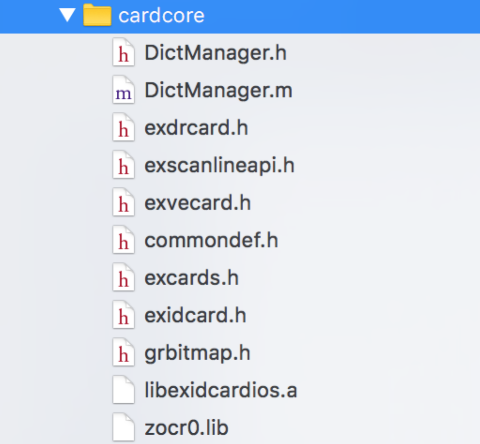 cardcore
h DictManager.h
m DictManager.m
h exdrcard.h
h exscanlineapi.h
h exvecard.h
h commondef.h
h excards.h
h exidcard.h
h grbitmap.h
libexidcardios.a
zocr0.lib